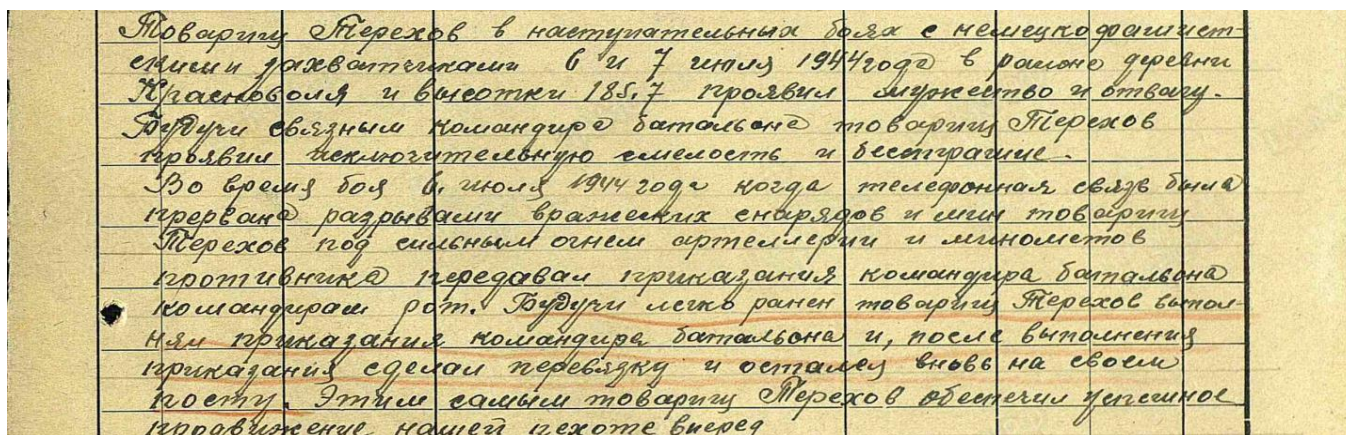 Товарищ Терехов в наступательных боях с немецкофашист-
скими захватчиками 6 и 7 июля 1944 года в районе деревни
Красноволя и высотки 185.7 проявил мужество и отвагу.
Будучи связным командира батальона товарищ Терехов
проявил исключительную смелость и бесстрашие.
Во время боя 6 июля 1944 года когда телефонная связь была
прервана разрывами вражеских снарядов и мин товарищ
Терехов под сильным огнем артеллерии и минометов
противника передавал приказания командира батальона
командирам рот. Будучи легко ранен товарищ Терехов выпол-
нял приказания командира батальона и, после выполнения
приказания сделал перевязку и остался вновь на своем
посту. Этим самым товарищ Терехов обеспечил успешное
продвижение нашей пехоте вперед